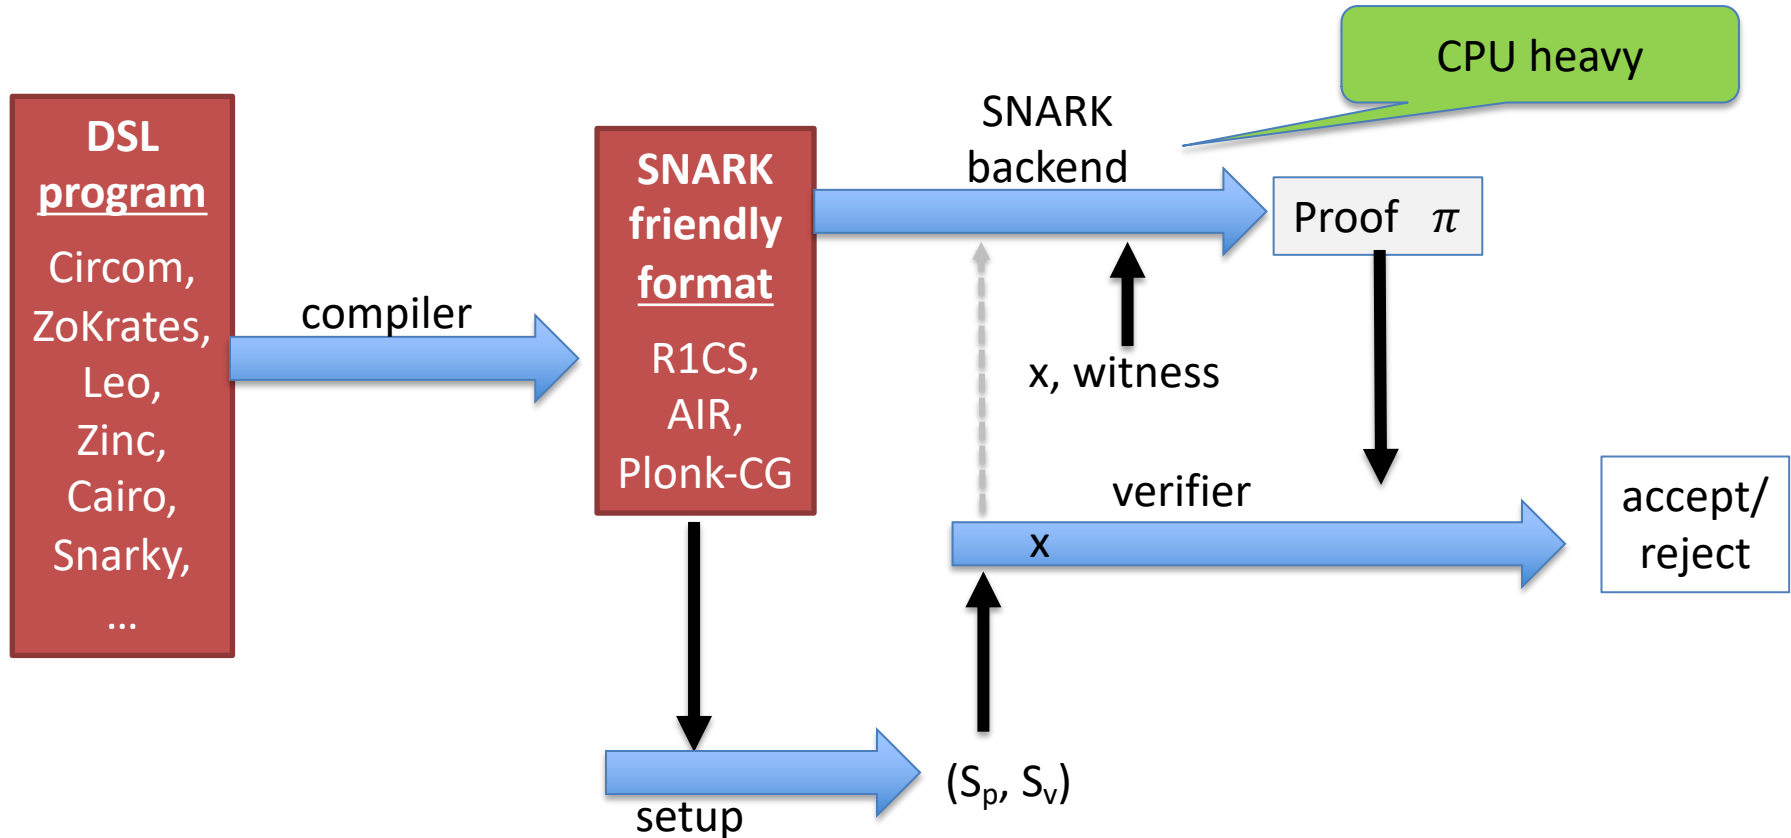 DSL
program
Circom,
ZoKrates,
Leo,
Zinc,
Cairo,
Snarky,
...
compiler
SNARK
friendly
format
R1CS,
AIR,
Plonk-CG
SNARK
backend
CPU heavy
Proof π
x, witness
verifier
x
accept/
reject
setup
(Sp, Sv)